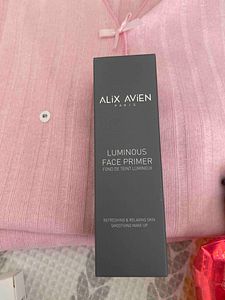 ALiX AViEN
PARIS
LUMINOUS
FACE PRIMER
FOND DE TEINT LUMINEUX
REFRESHING & RELAXING SKIN
SMOOTHING MAKE UP